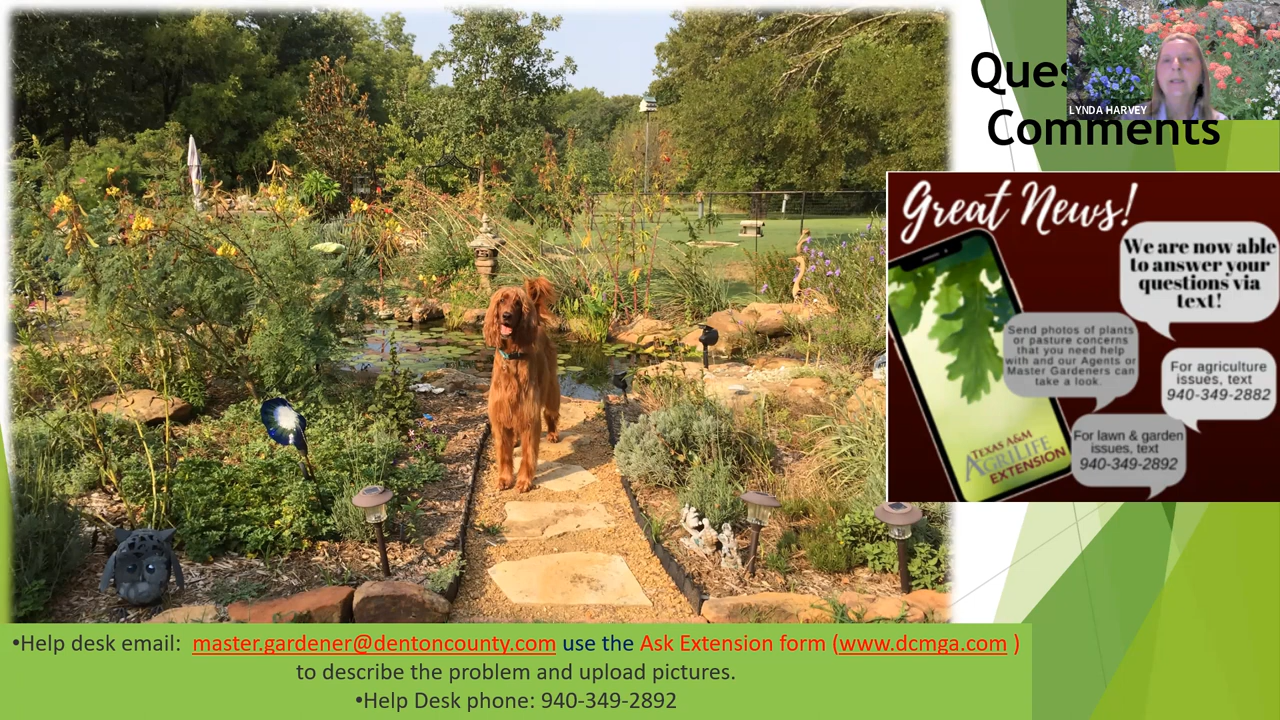 Comments
LYNDA HARVEY
Great News!
We are now able
to answer your
questions via
text!
Send photos of plants
or pasture concerns
that you need help
with and our Agents or
Master Gardeners can
take a look.
For agriculture
issues, text
940-349-2882
For lawn & garden
issues, text
940-349-2892
TEXAS A&M
AGRILIFE
EXTENSION
•Help desk email: master.gardener@dentoncounty.com use the Ask Extension form (www.dcmga.com )
to describe the problem and upload pictures.
•Help Desk phone: 940-349-2892